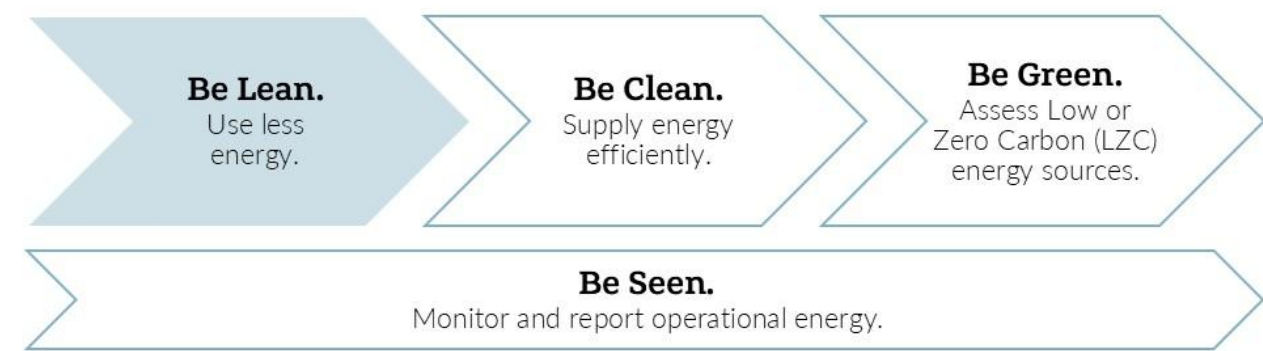 Be Lean.
Use less
energy.
Be Clean.
Supply energy
efficiently.
Be Green.
Assess Low or
Zero Carbon (LZC)
energy sources.
Be Seen.
Monitor and report operational energy.